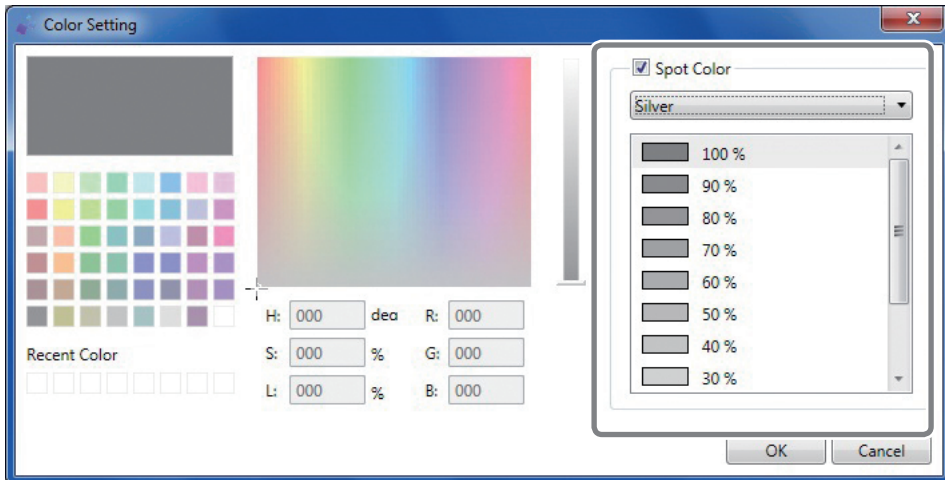 Color Setting
Spot Color
Silver
100 %
90 %
80 %
70 %
60 %
50 %
40 %
30 %
H: 000 dea R: 000
S: 000 % G: 000
L: 000 % B: 000
Recent Color
OK Cancel